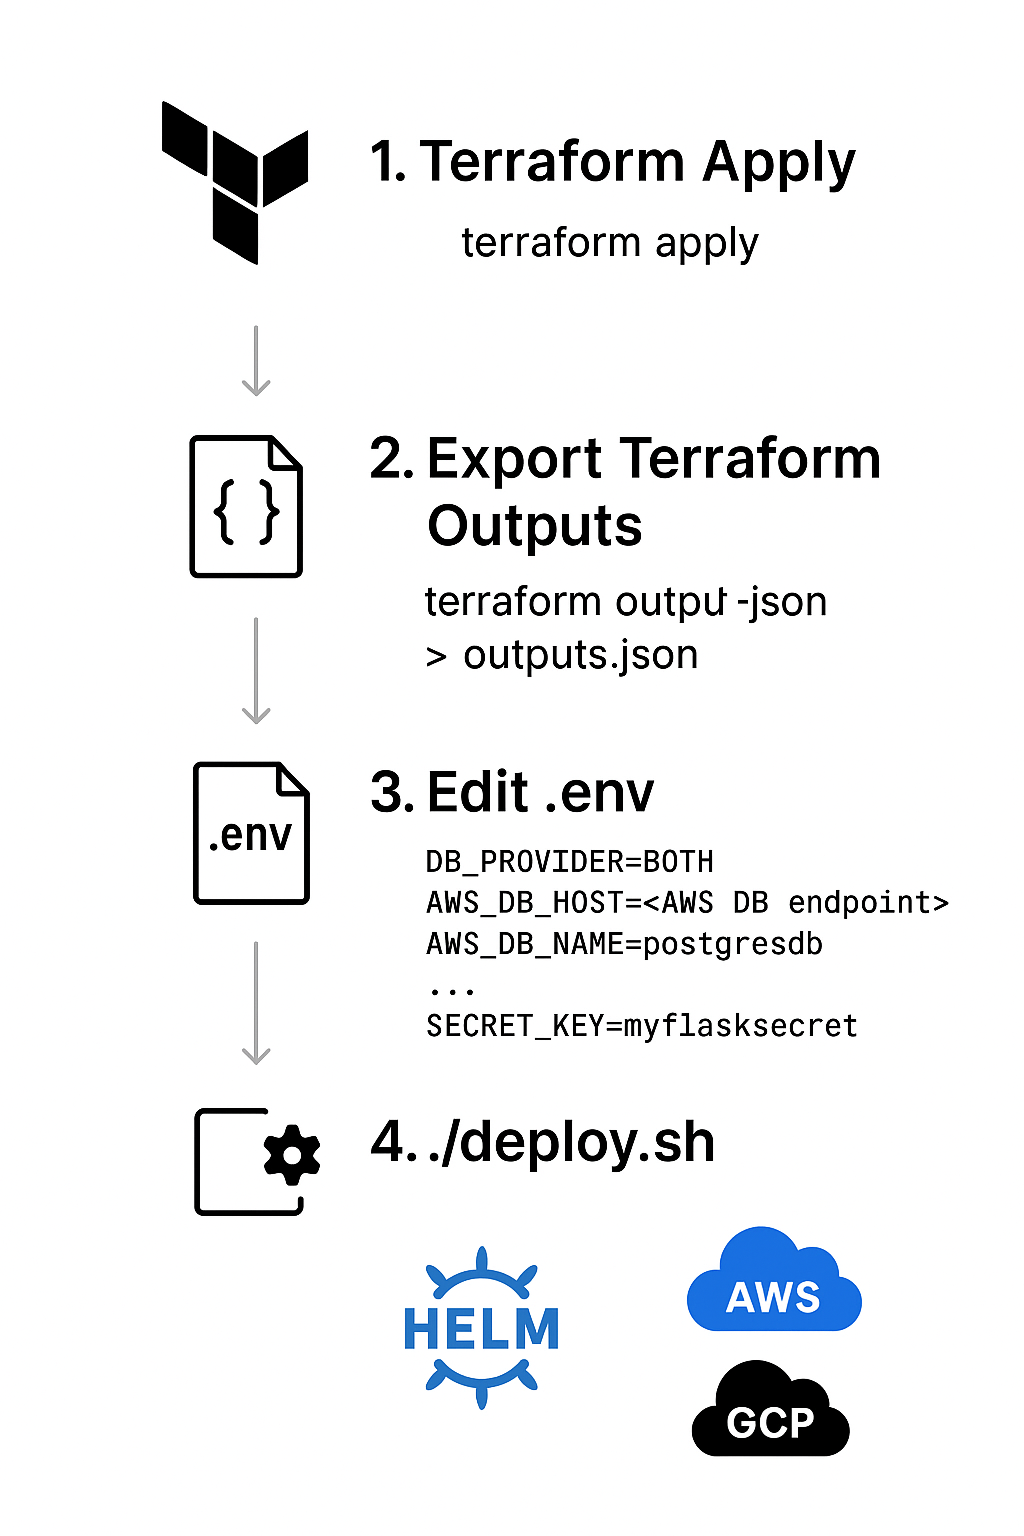 1. Terraform Apply
terraform apply
2. Export Terraform
Outputs
{ }
terraform output -json
> outputs.json
3. Edit .env
.env
DB_PROVIDER=BOTH
AWS_DB_HOST=<AWS DB endpoint>
AWS_DB_NAME=postgresdb
...
SECRET_KEY=myflasksecret
4. ./deploy.sh
HELM
AWS
GCP